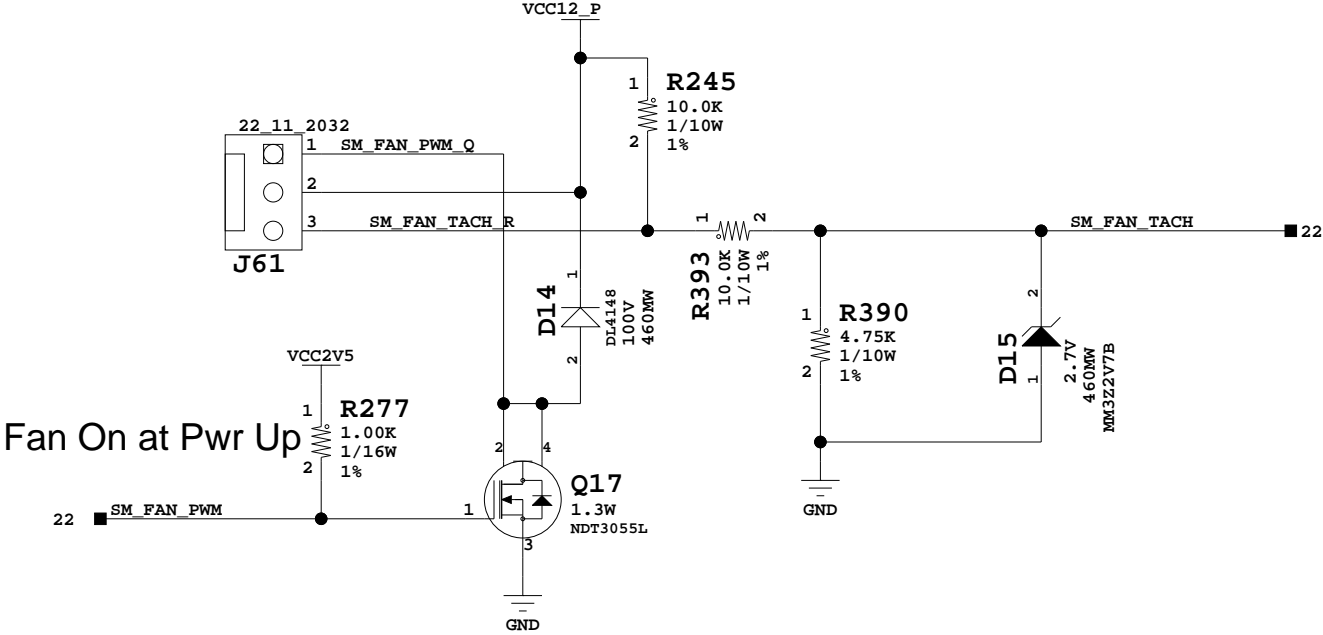 VCC12_P
1 R245
10.0K
1/10W
2 1%
22_11_2032
1 SM_FAN_PWM_Q
2
3 SM_FAN_TACH_R
J61
1 2
R393
10.0K
1/10W
1%
SM_FAN_TACH
22
1
D14
DL4148
100V
460MW
2
1 R390
4.75K
1/10W
2 1%
2
D15
2.7V
460MW
MM3Z2V7B
1
GND
VCC2V5
1 R277
Fan On at Pwr Up
1.00K
1/16W
2 1%
2 4
Q17
1.3W
NDT3055L
22 SM_FAN_PWM 1
3
GND